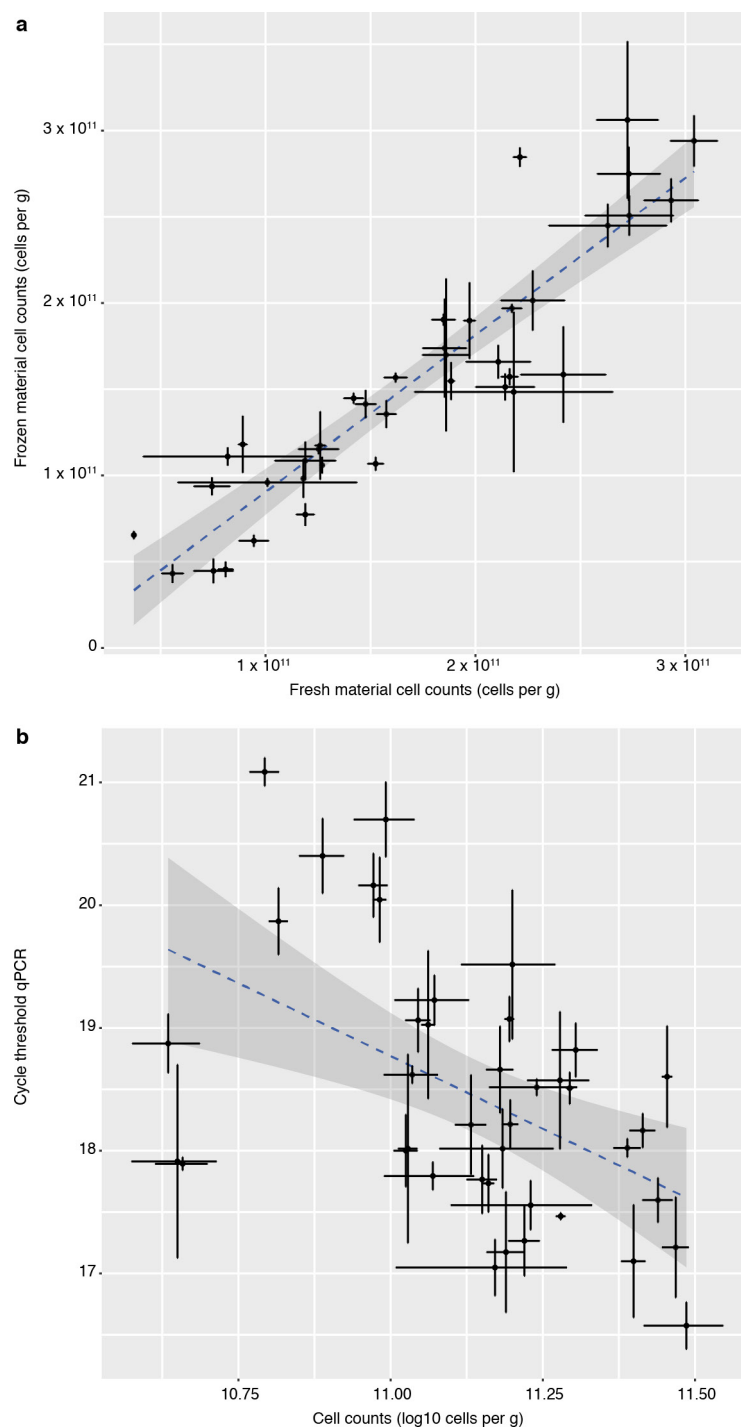 a
3 x 10¹¹
2 x 10¹¹
1 x 10¹¹
0
Frozen material cell counts (cells per g)
1 x 10¹¹ 2 x 10¹¹ 3 x 10¹¹
Fresh material cell counts (cells per g)
b
21
20
19
18
17
Cycle threshold qPCR
10.75 11.00 11.25 11.50
Cell counts (log10 cells per g)